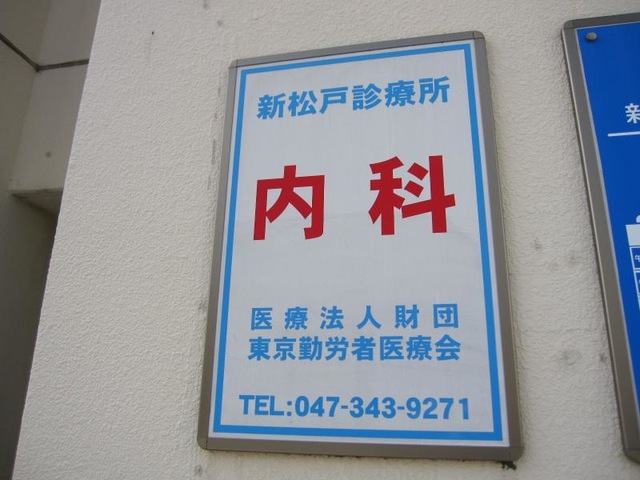 新松戸診療所
内科
医療法人財団
東京勤労者医療会
TEL:047-343-9271
新